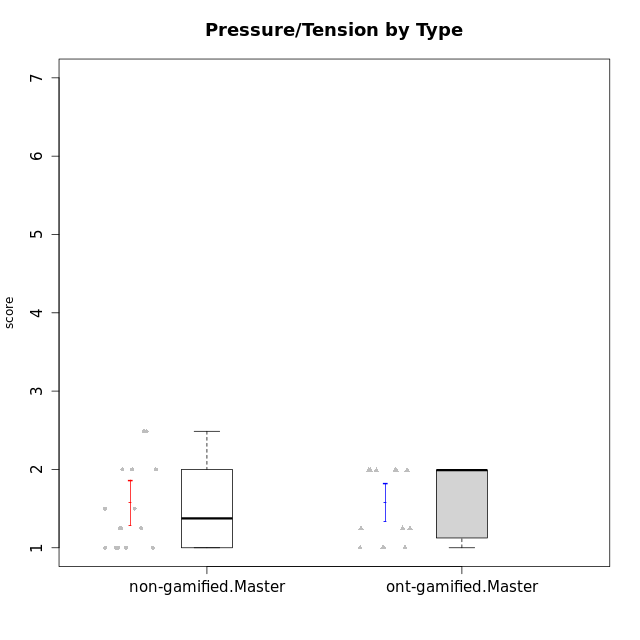 Pressure/Tension by Type
7
6
5
4
3
2
1
score
non-gamified.Master
ont-gamified.Master